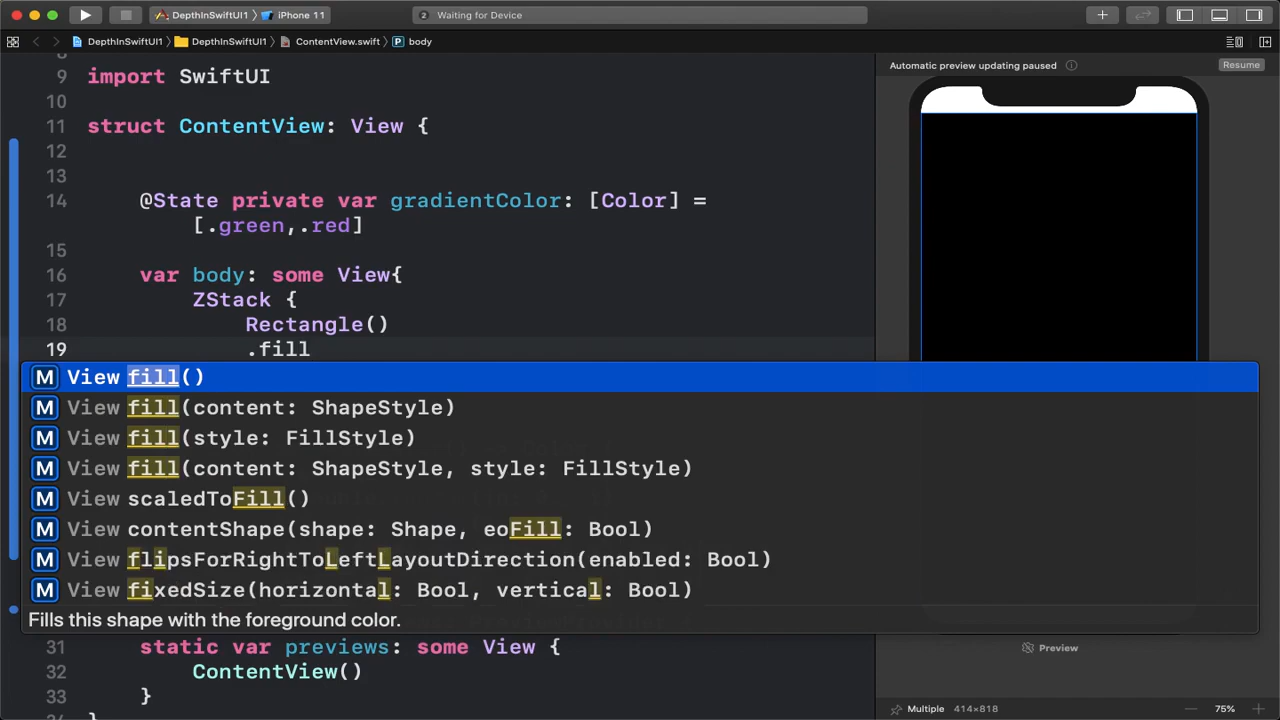 DepthInSwiftUI1 iPhone 11
2 Waiting for Device
DepthInSwiftUI1 DepthInSwiftUI1 ContentView.swift P body
8
9 import SwiftUI
10
11 struct ContentView: View {
12
13
14 @State private var gradientColor: [Color] =
[.green,.red]
15
16 var body: some View{
17 ZStack {
18 Rectangle()
19 .fill
M View fill()
M View fill(content: ShapeStyle)
M View fill(style: FillStyle)
M View fill(content: ShapeStyle, style: FillStyle)
M View scaledToFill()
M View contentShape(shape: Shape, eoFill: Bool)
M View flipsForRightToLeftLayoutDirection(enabled: Bool)
M View fixedSize(horizontal: Bool, vertical: Bool)
Fills this shape with the foreground color.
31 static var previews: some View {
32 ContentView()
33 }
}
Automatic preview updating paused
Resume
Preview
Multiple 414×818
75%